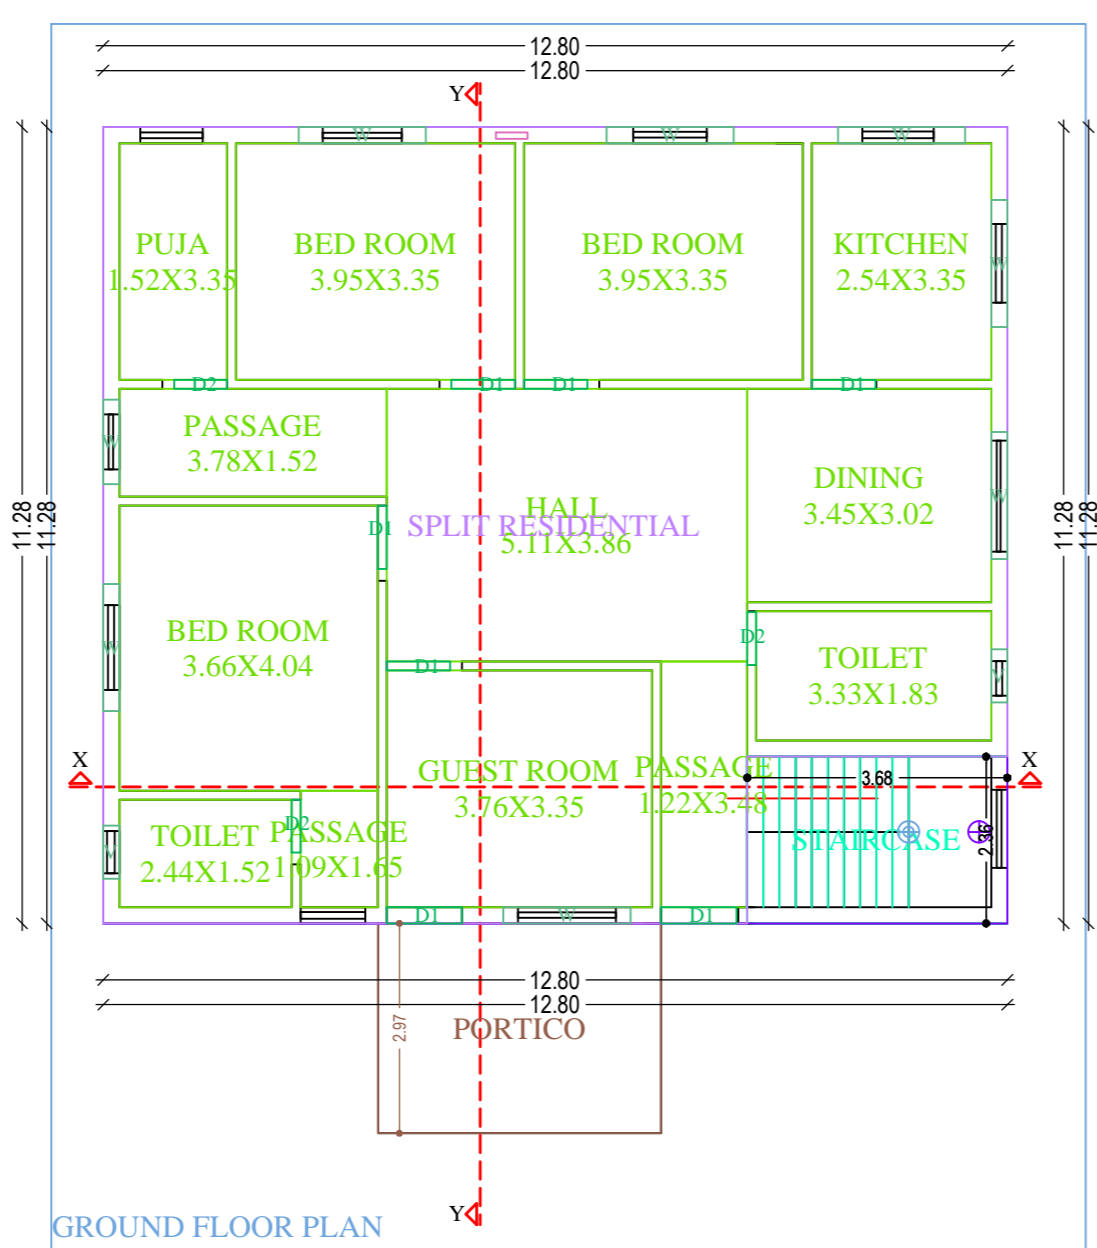 12.80
12.80
Y
W
W
W
PUJA
1.52X3.35
BED ROOM
3.95X3.35
BED ROOM
3.95X3.35
KITCHEN
2.54X3.35
W
D2
D1
D1
D1
PASSAGE
3.78X1.52
W
11.28
11.28
D1
HALL
SPLIT RESIDENTIAL
5.11X3.86
DINING
3.45X3.02
W
11.28
11.28
BED ROOM
3.66X4.04
W
D1
D2
TOILET
3.33X1.83
V
X
GUEST ROOM
3.76X3.35
PASSAGE
1.22X3.48
3.68
X
TOILET
2.44X1.52
V
D2
PASSAGE
1.09X1.65
STAIRCASE
2.36
D1
W
D1
12.80
12.80
2.97
PORTICO
Y
GROUND FLOOR PLAN